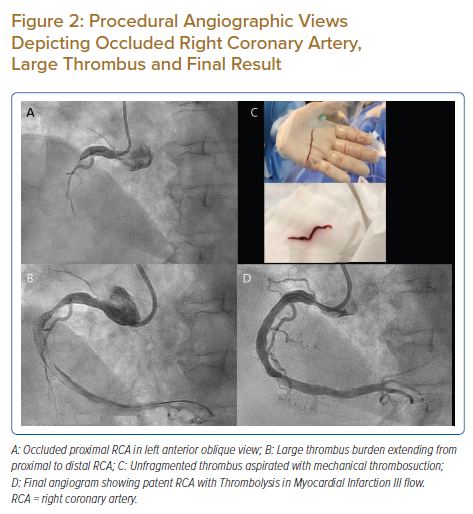 Figure 2: Procedural Angiographic Views
Depicting Occluded Right Coronary Artery,
Large Thrombus and Final Result
A
C
B
D
A: Occluded proximal RCA in left anterior oblique view; B: Large thrombus burden extending from
proximal to distal RCA; C: Unfragmented thrombus aspirated with mechanical thrombosuction;
D: Final angiogram showing patent RCA with Thrombolysis in Myocardial Infarction III flow.
RCA = right coronary artery.